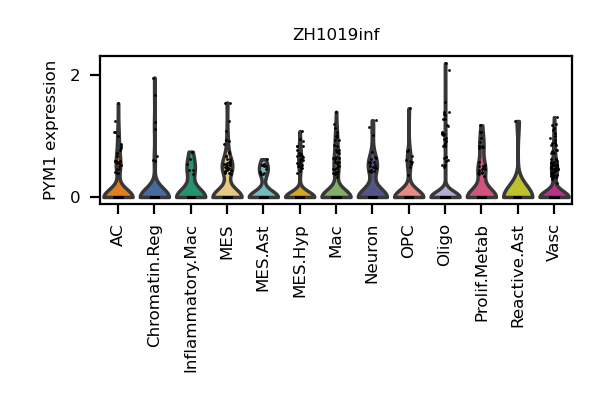 ZH1019inf
PYM1 expression
2
0
AC
Chromatin.Reg
Inflammatory.Mac
MES
MES.Ast
MES.Hyp
Mac
Neuron
OPC
Oligo
Prolif.Metab
Reactive.Ast
Vasc